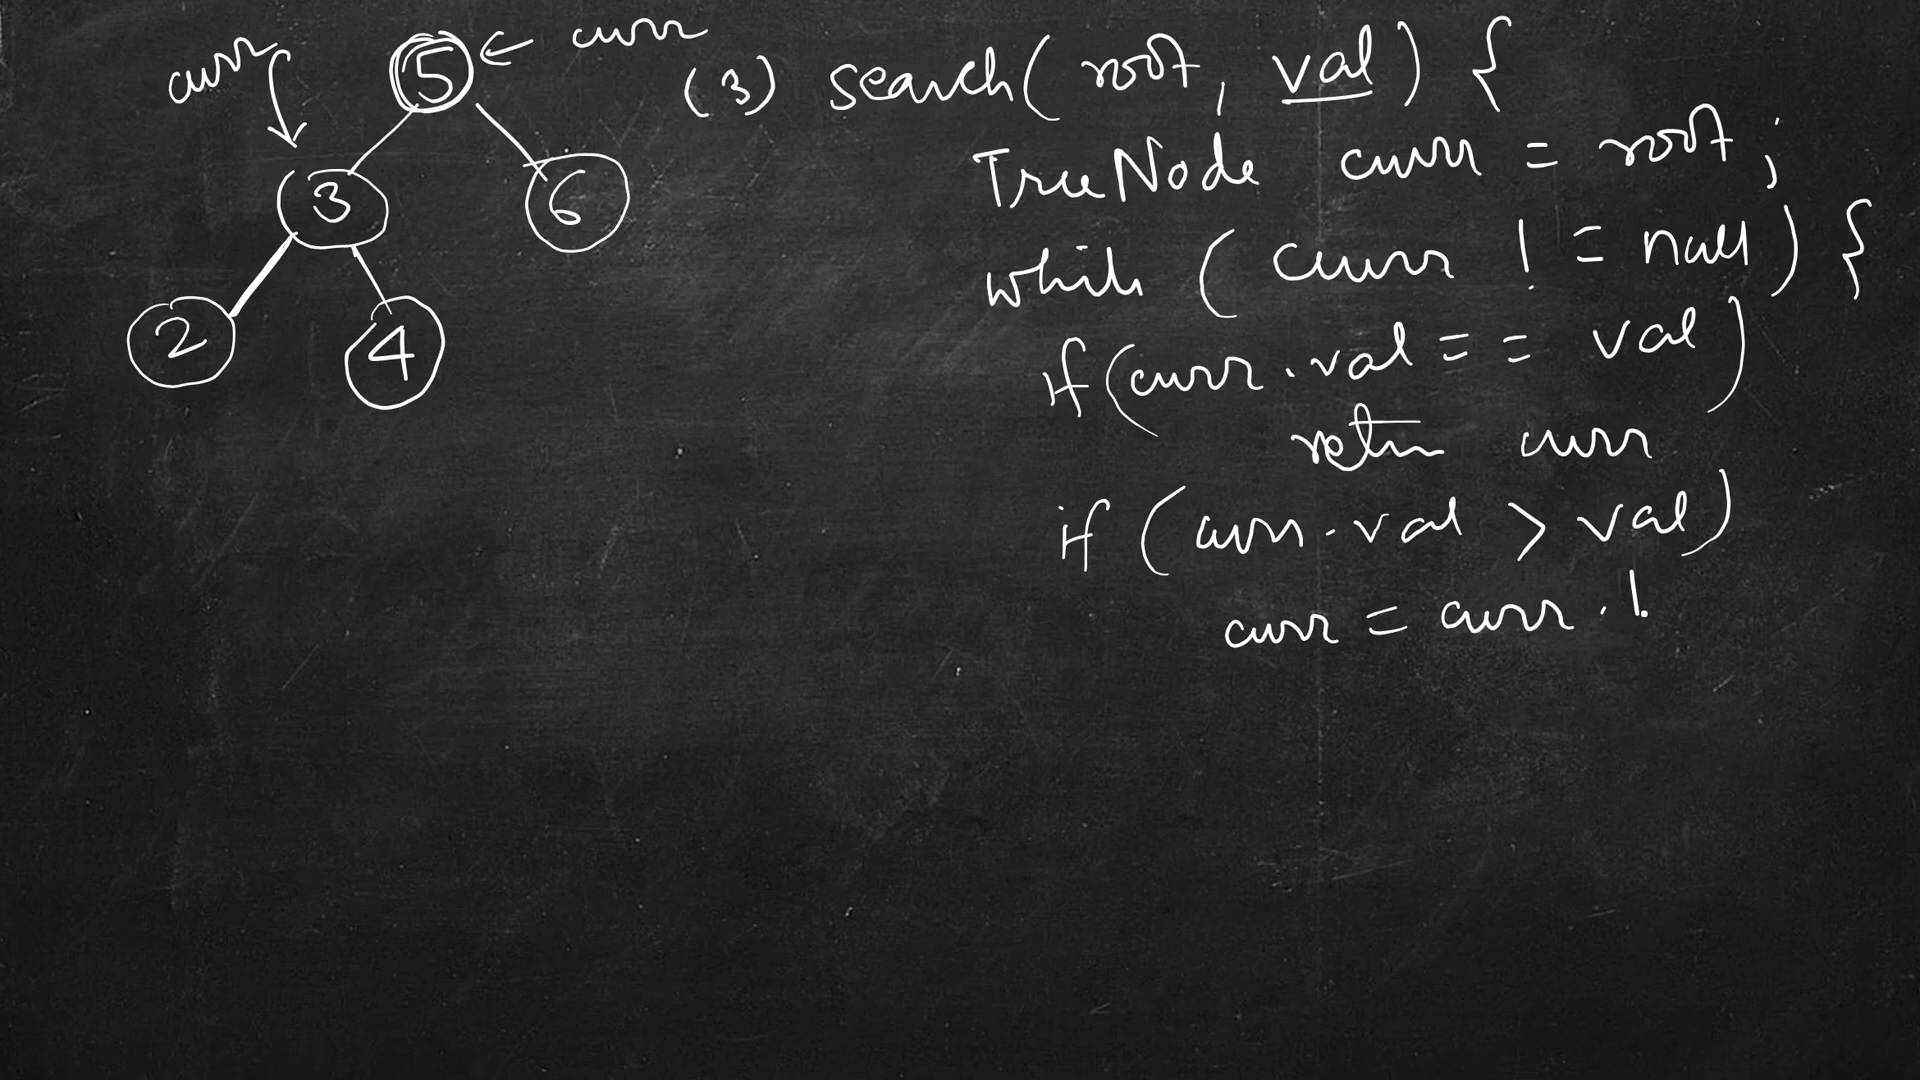 curr
5 ← curr
3
6
2
4
(3) search( root, val) {
TreeNode curr = root;
while ( curr != null) {
if(curr.val == val)
return curr
if (curr.val > val)
curr = curr.l